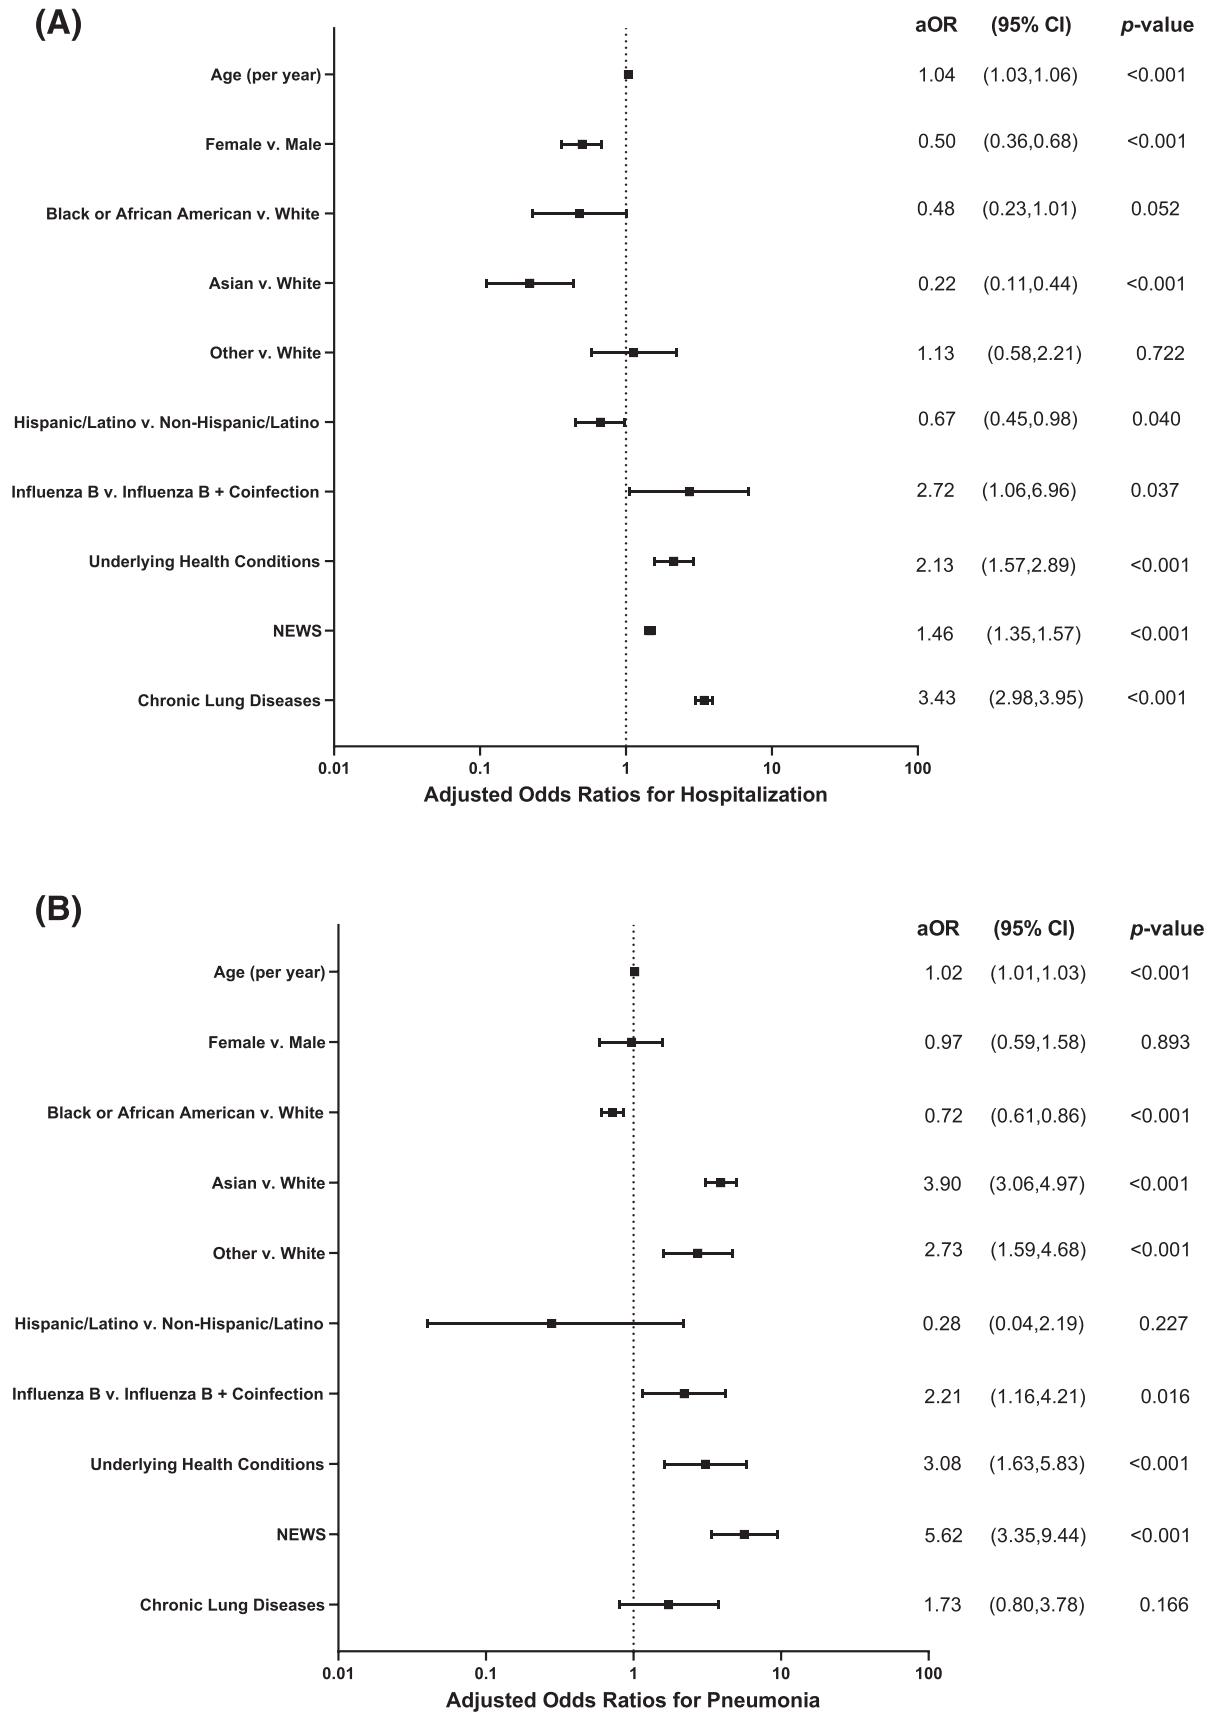 (A)
aOR (95% CI) p-value
Age (per year) 1.04 (1.03,1.06) <0.001
Female v. Male 0.50 (0.36,0.68) <0.001
Black or African American v. White 0.48 (0.23,1.01) 0.052
Asian v. White 0.22 (0.11,0.44) <0.001
Other v. White 1.13 (0.58,2.21) 0.722
Hispanic/Latino v. Non-Hispanic/Latino 0.67 (0.45,0.98) 0.040
Influenza B v. Influenza B + Coinfection 2.72 (1.06,6.96) 0.037
Underlying Health Conditions 2.13 (1.57,2.89) <0.001
NEWS 1.46 (1.35,1.57) <0.001
Chronic Lung Diseases 3.43 (2.98,3.95) <0.001
0.01 0.1 1 10 100
Adjusted Odds Ratios for Hospitalization
(B)
aOR (95% CI) p-value
Age (per year) 1.02 (1.01,1.03) <0.001
Female v. Male 0.97 (0.59,1.58) 0.893
Black or African American v. White 0.72 (0.61,0.86) <0.001
Asian v. White 3.90 (3.06,4.97) <0.001
Other v. White 2.73 (1.59,4.68) <0.001
Hispanic/Latino v. Non-Hispanic/Latino 0.28 (0.04,2.19) 0.227
Influenza B v. Influenza B + Coinfection 2.21 (1.16,4.21) 0.016
Underlying Health Conditions 3.08 (1.63,5.83) <0.001
NEWS 5.62 (3.35,9.44) <0.001
Chronic Lung Diseases 1.73 (0.80,3.78) 0.166
0.01 0.1 1 10 100
Adjusted Odds Ratios for Pneumonia